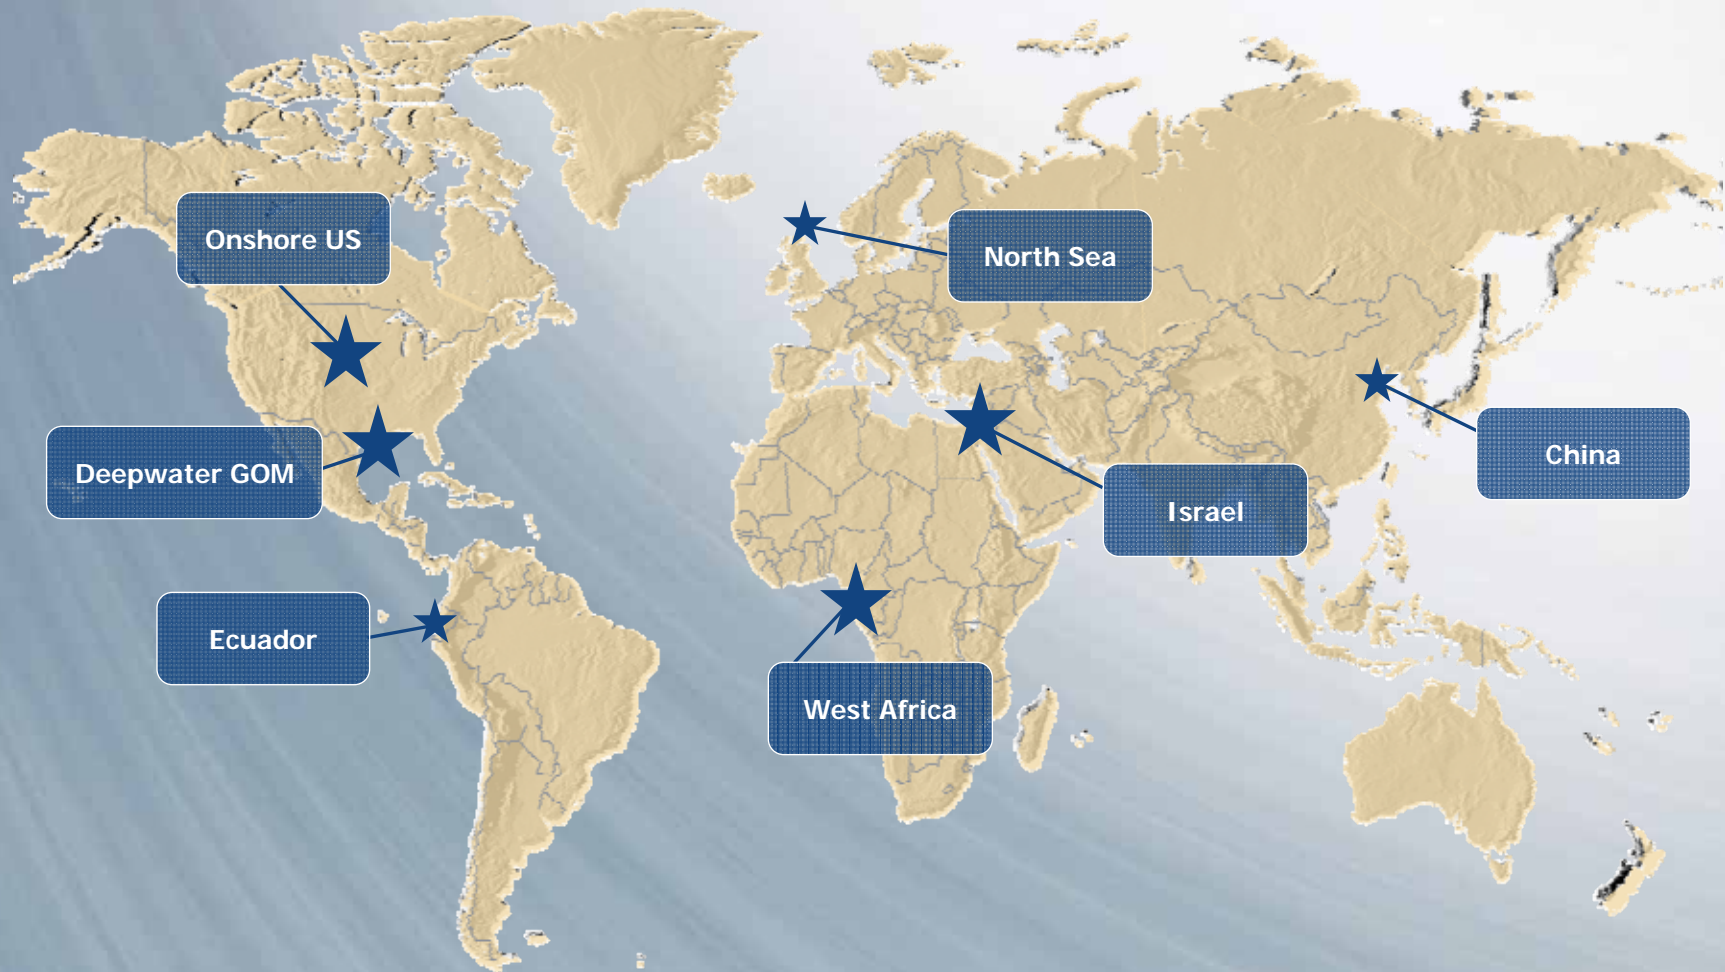 Onshore US
North Sea
Deepwater GOM
China
Israel
Ecuador
West Africa